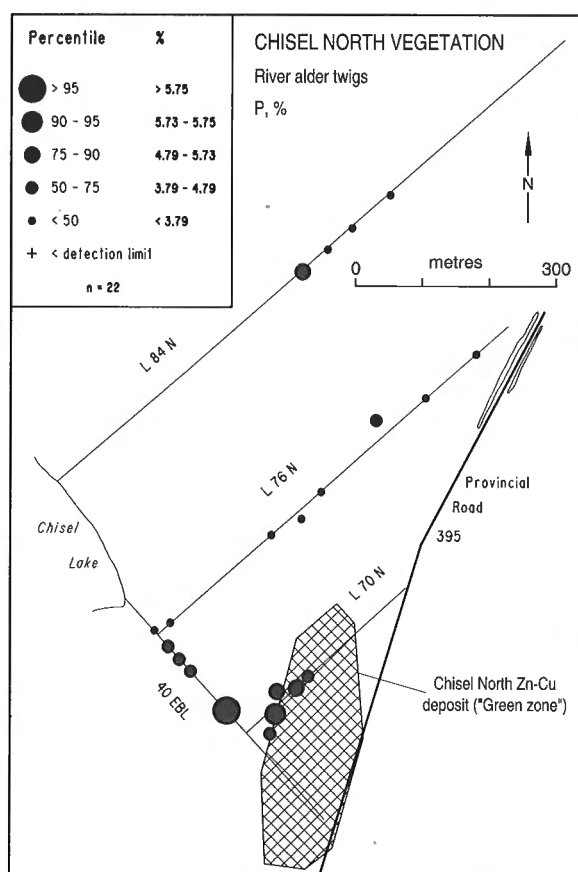 Percentile %
> 95 > 5.75
90 - 95 5.73 - 5.75
75 - 90 4.79 - 5.73
50 - 75 3.79 - 4.79
< 50 < 3.79
+ < detection limit
n = 22
CHISEL NORTH VEGETATION
River alder twigs
P, %
N
metres
0 300
L 84 N
L 76 N
Chisel
Lake
Provincial
Road
395
L 70 N
40 EBL
Chisel North Zn-Cu
deposit ("Green zone")